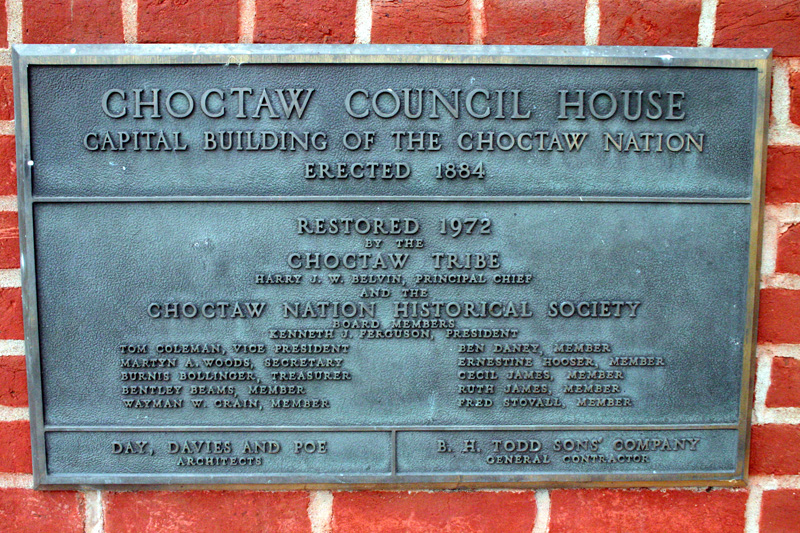 CHOCTAW COUNCIL HOUSE
CAPITAL BUILDING OF THE CHOCTAW NATION
ERECTED 1884
RESTORED 1972
BY THE
CHOCTAW TRIBE
HARRY J. W. BELVIN, PRINCIPAL CHIEF
AND THE
CHOCTAW NATION HISTORICAL SOCIETY
BOARD MEMBERS
KENNETH J. FERGUSON, PRESIDENT
TOM COLEMAN, VICE PRESIDENT
MARTYN A. WOODS, SECRETARY
BURNIS BOLLINGER, TREASURER
BENTLEY BEAMS, MEMBER
WAYMAN W. CRAIN, MEMBER
BEN DANEY, MEMBER
ERNESTINE HOOSER, MEMBER
CECIL JAMES, MEMBER
RUTH JAMES, MEMBER
FRED STOVALL, MEMBER
DAY, DAVIES AND POE
ARCHITECTS
B. H. TODD SONS' COMPANY
GENERAL CONTRACTOR